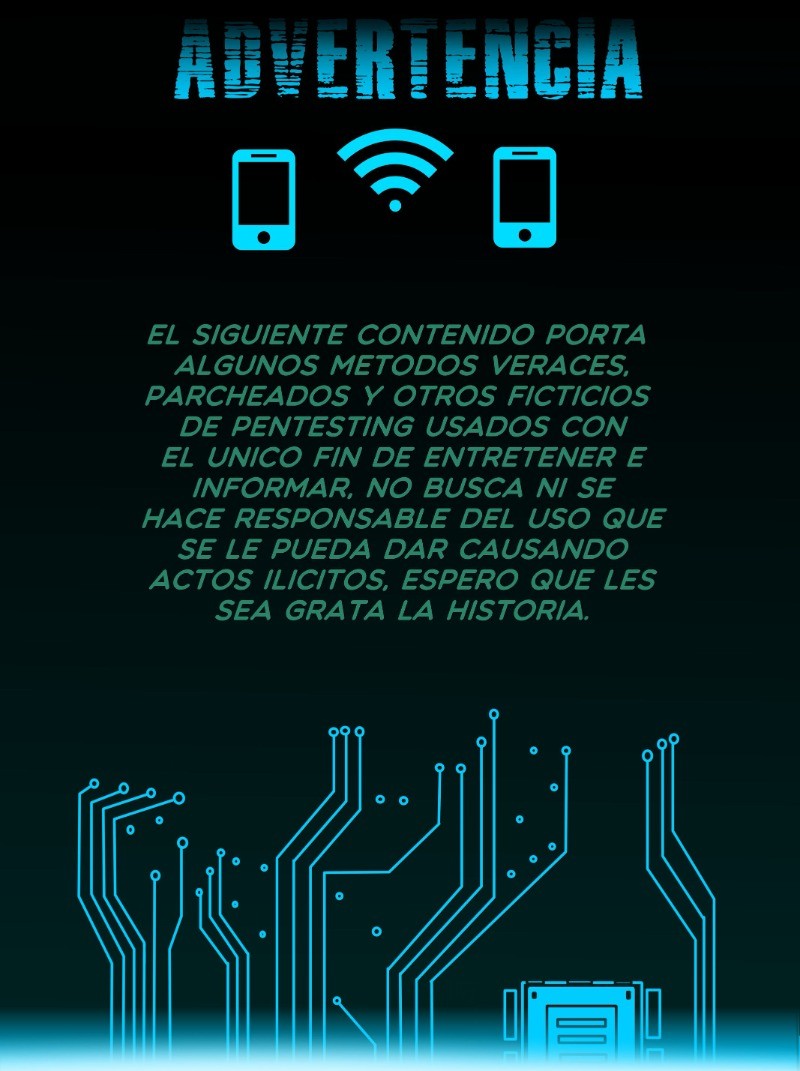 ADVERTENCIA
EL SIGUIENTE CONTENIDO PORTA
ALGUNOS METODOS VERACES,
PARCHEADOS Y OTROS FICTICIOS
DE PENTESTING USADOS CON
EL UNICO FIN DE ENTRETENER E
INFORMAR, NO BUSCA NI SE
HACE RESPONSABLE DEL USO QUE
SE LE PUEDA DAR CAUSANDO
ACTOS ILICITOS, ESPERO QUE LES
SEA GRATA LA HISTORIA.